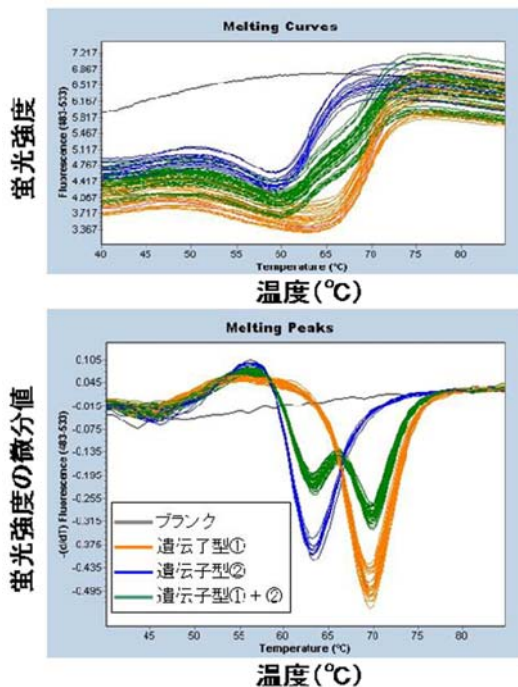 Melting Curves
蛍光強度
Fluorescence (483-533)
7.217
6.867
6.517
6.167
5.817
5.467
5.117
4.767
4.417
4.067
3.717
3.367
40 45 50 55 60 65 70 75 80
Temperature (°C)
温度(°C)
Melting Peaks
蛍光強度の微分値
-(d/dT) Fluorescence (483-533)
0.105
0.045
-0.015
-0.075
-0.135
-0.195
-0.255
-0.315
-0.376
-0.435
-0.495
ブランク
遺伝子型①
遺伝子型②
遺伝子型①+②
45 50 55 60 65 70 75 80
Temperature (°C)
温度(°C)